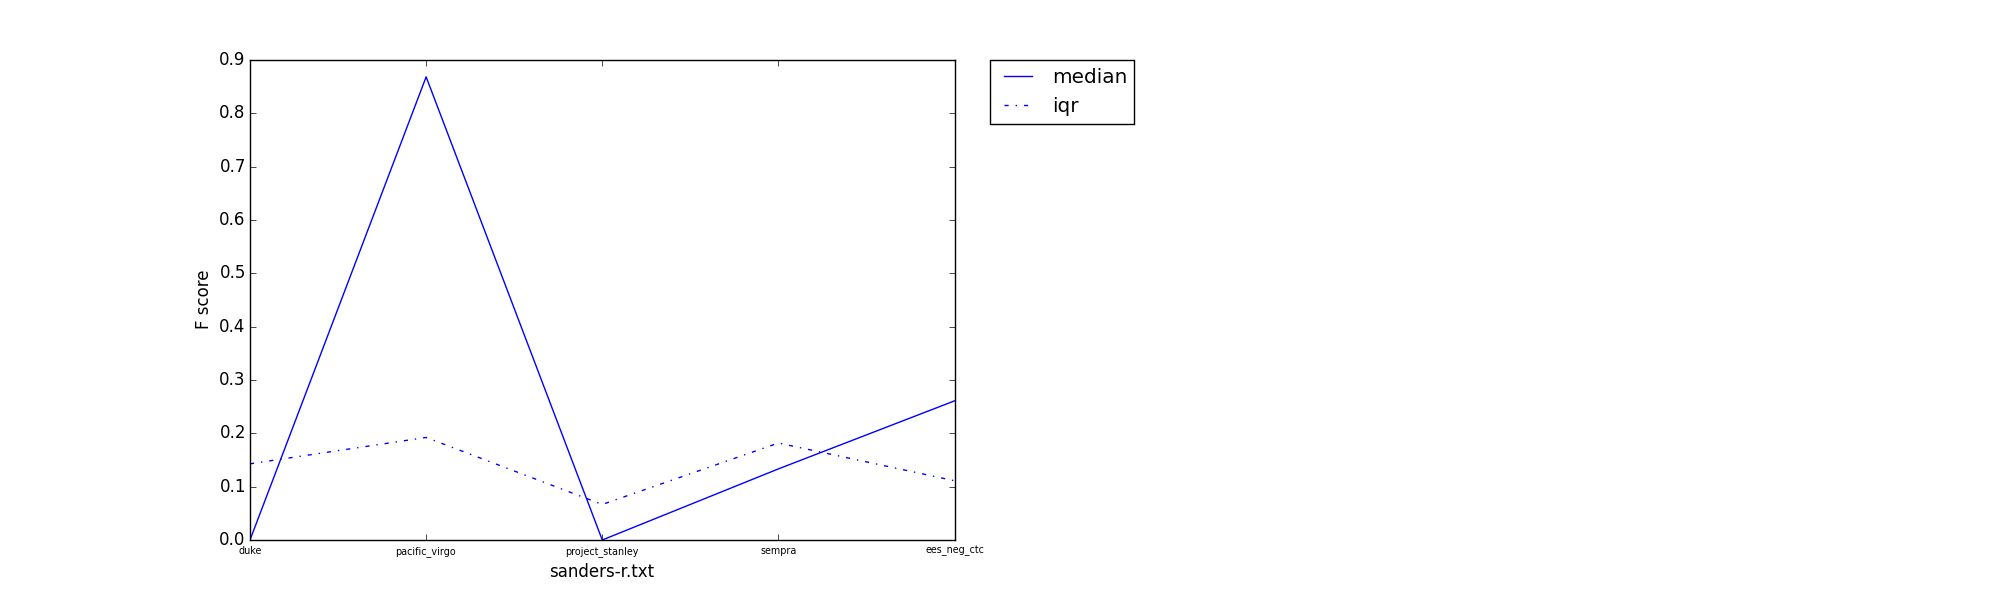 0.9
0.8
0.7
0.6
0.5
0.4
0.3
0.2
0.1
0.0
F score
duke
pacific_virgo
project_stanley
sempra
ees_neg_ctc
sanders-r.txt
median
iqr